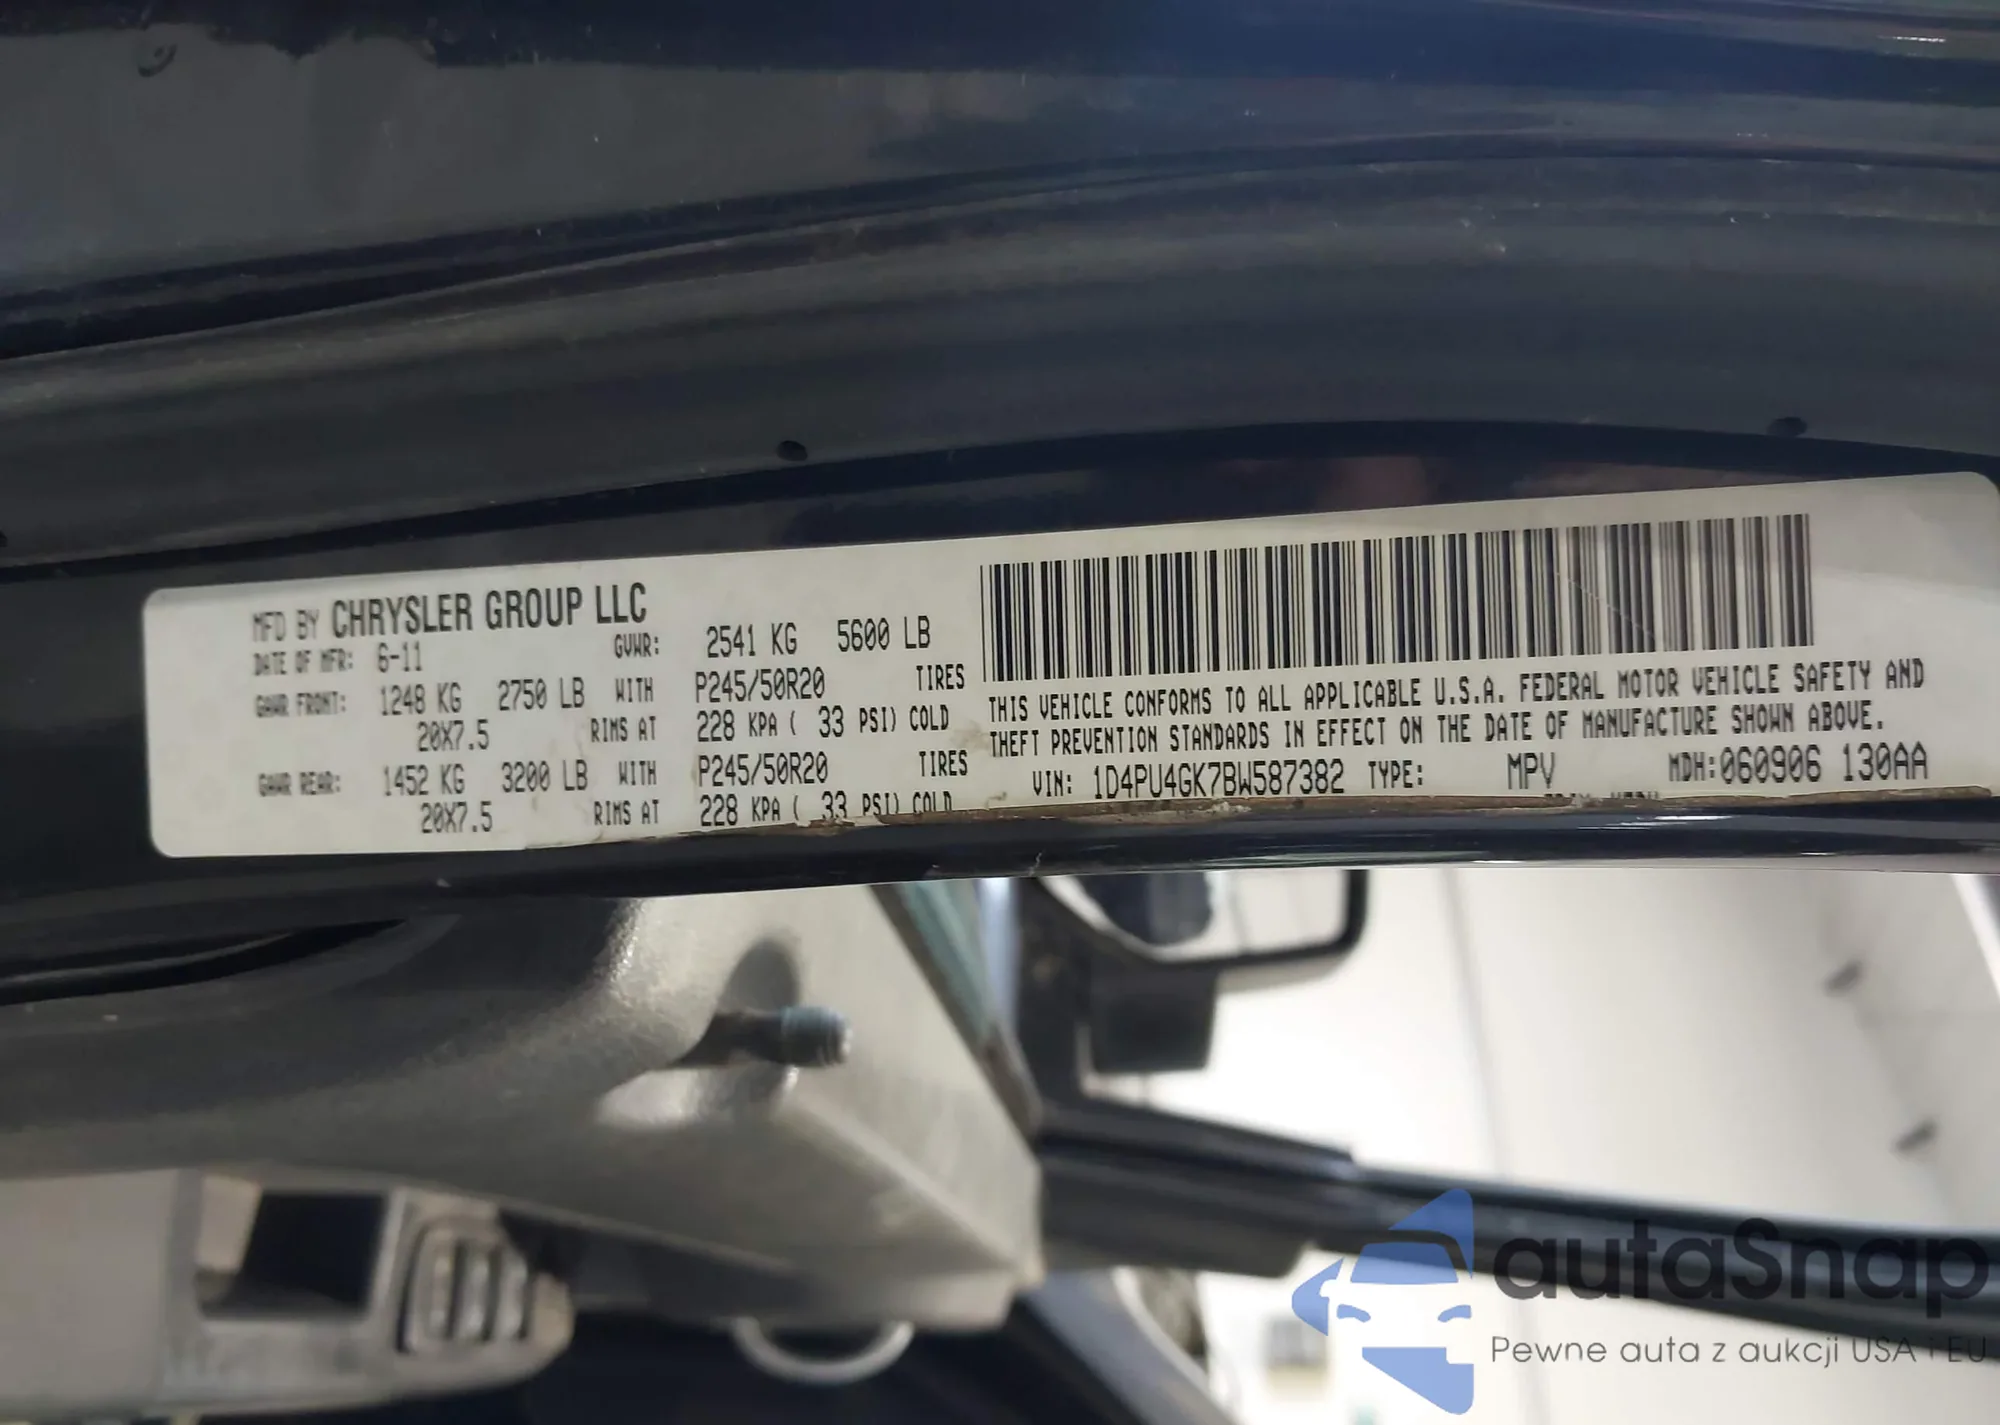 MFD BY CHRYSLER GROUP LLC
DATE OF MFR: 6-11 GVWR: 2541 KG 5600 LB
GAWR FRONT: 1248 KG 2750 LB WITH P245/50R20 TIRES
20X7.5 RIMS AT 228 KPA ( 33 PSI) COLD
GAWR REAR: 1452 KG 3200 LB WITH P245/50R20 TIRES
20X7.5 RIMS AT 228 KPA ( 33 PSI) COLD
THIS VEHICLE CONFORMS TO ALL APPLICABLE U.S.A. FEDERAL MOTOR VEHICLE SAFETY AND
THEFT PREVENTION STANDARDS IN EFFECT ON THE DATE OF MANUFACTURE SHOWN ABOVE.
VIN: 1D4PU4GK7BW587382 TYPE: MPV MDH:060906 130AA
autaSnap
Pewne auta z aukcji USA i EU